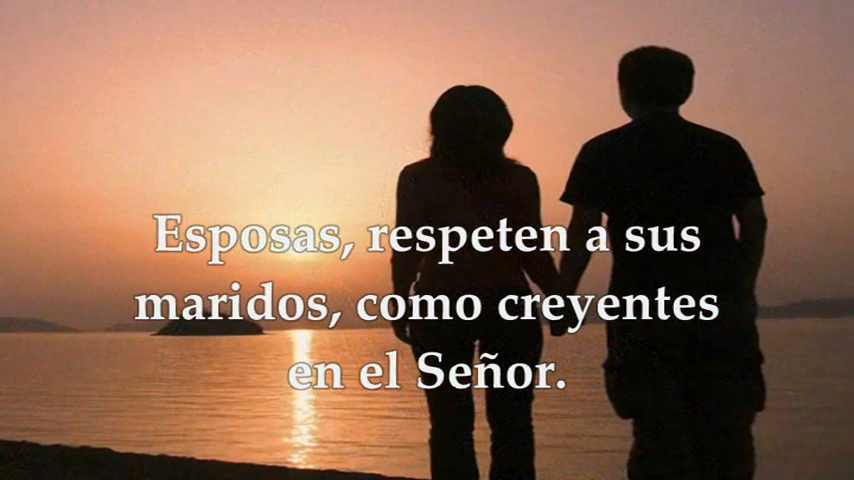 Esposas, respeten a sus
maridos, como creyentes
en el Señor.